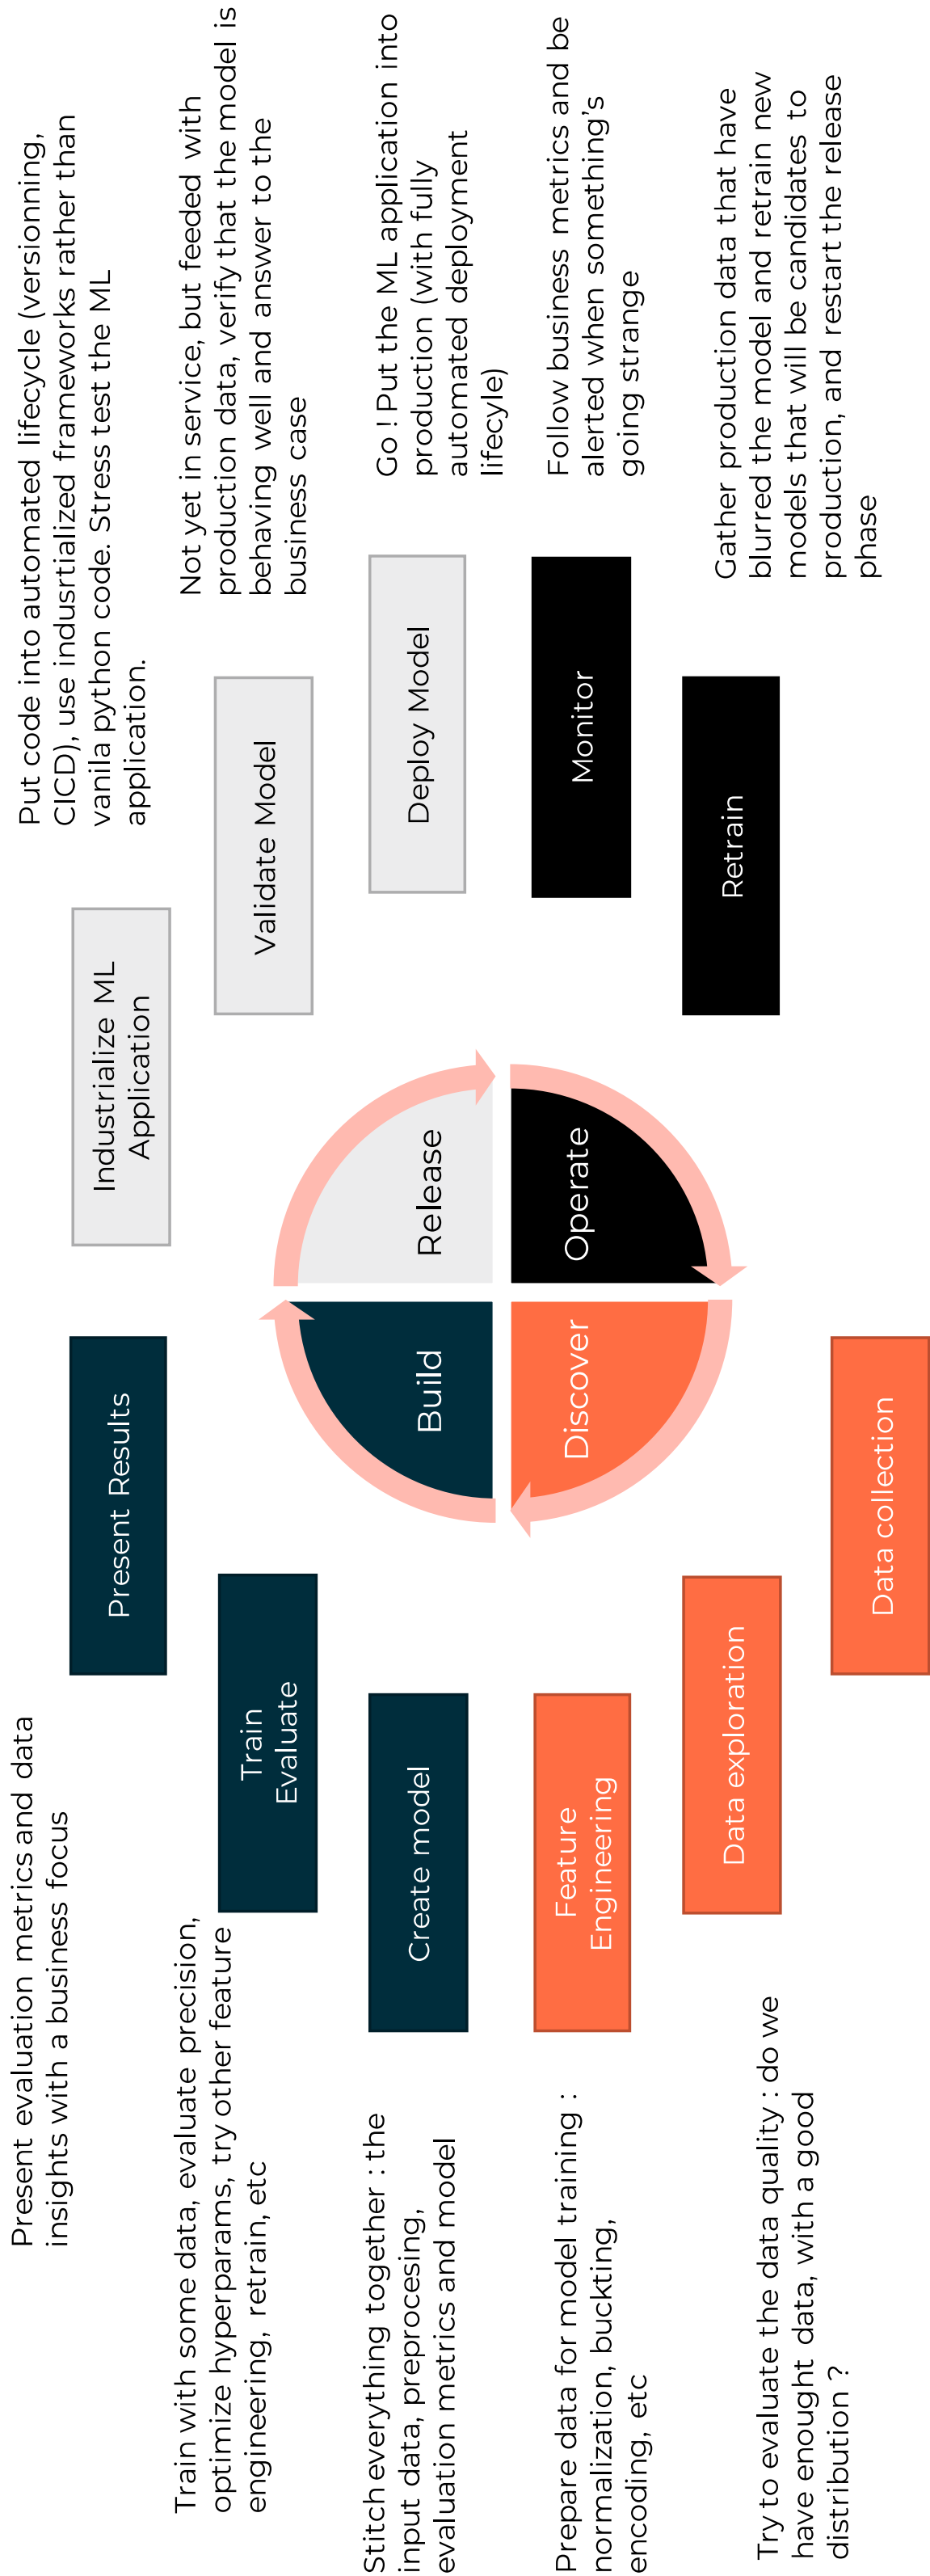 Present evaluation metrics and data
insights with a business focus
Present Results
Train with some data, evaluate precision,
optimize hyperparams, try other feature
engineering, retrain, etc
Train
Evaluate
Stitch everything together : the
input data, preprocesing,
evaluation metrics and model
Create model
Prepare data for model training :
normalization, buckting,
encoding, etc
Feature
Engineering
Try to evaluate the data quality : do we
have enought data, with a good
distribution ?
Data exploration
Data collection
Build
Release
Discover
Operate
Industrialize ML
Application
Put code into automated lifecycle (versionning,
CICD), use indusrtialized frameworks rather than
vanila python code. Stress test the ML
application.
Validate Model
Not yet in service, but feeded with
production data, verify that the model is
behaving well and answer to the
business case
Deploy Model
Go ! Put the ML application into
production (with fully
automated deployment
lifecyle)
Monitor
Follow business metrics and be
alerted when something's
going strange
Retrain
Gather production data that have
blurred the model and retrain new
models that will be candidates to
production, and restart the release
phase